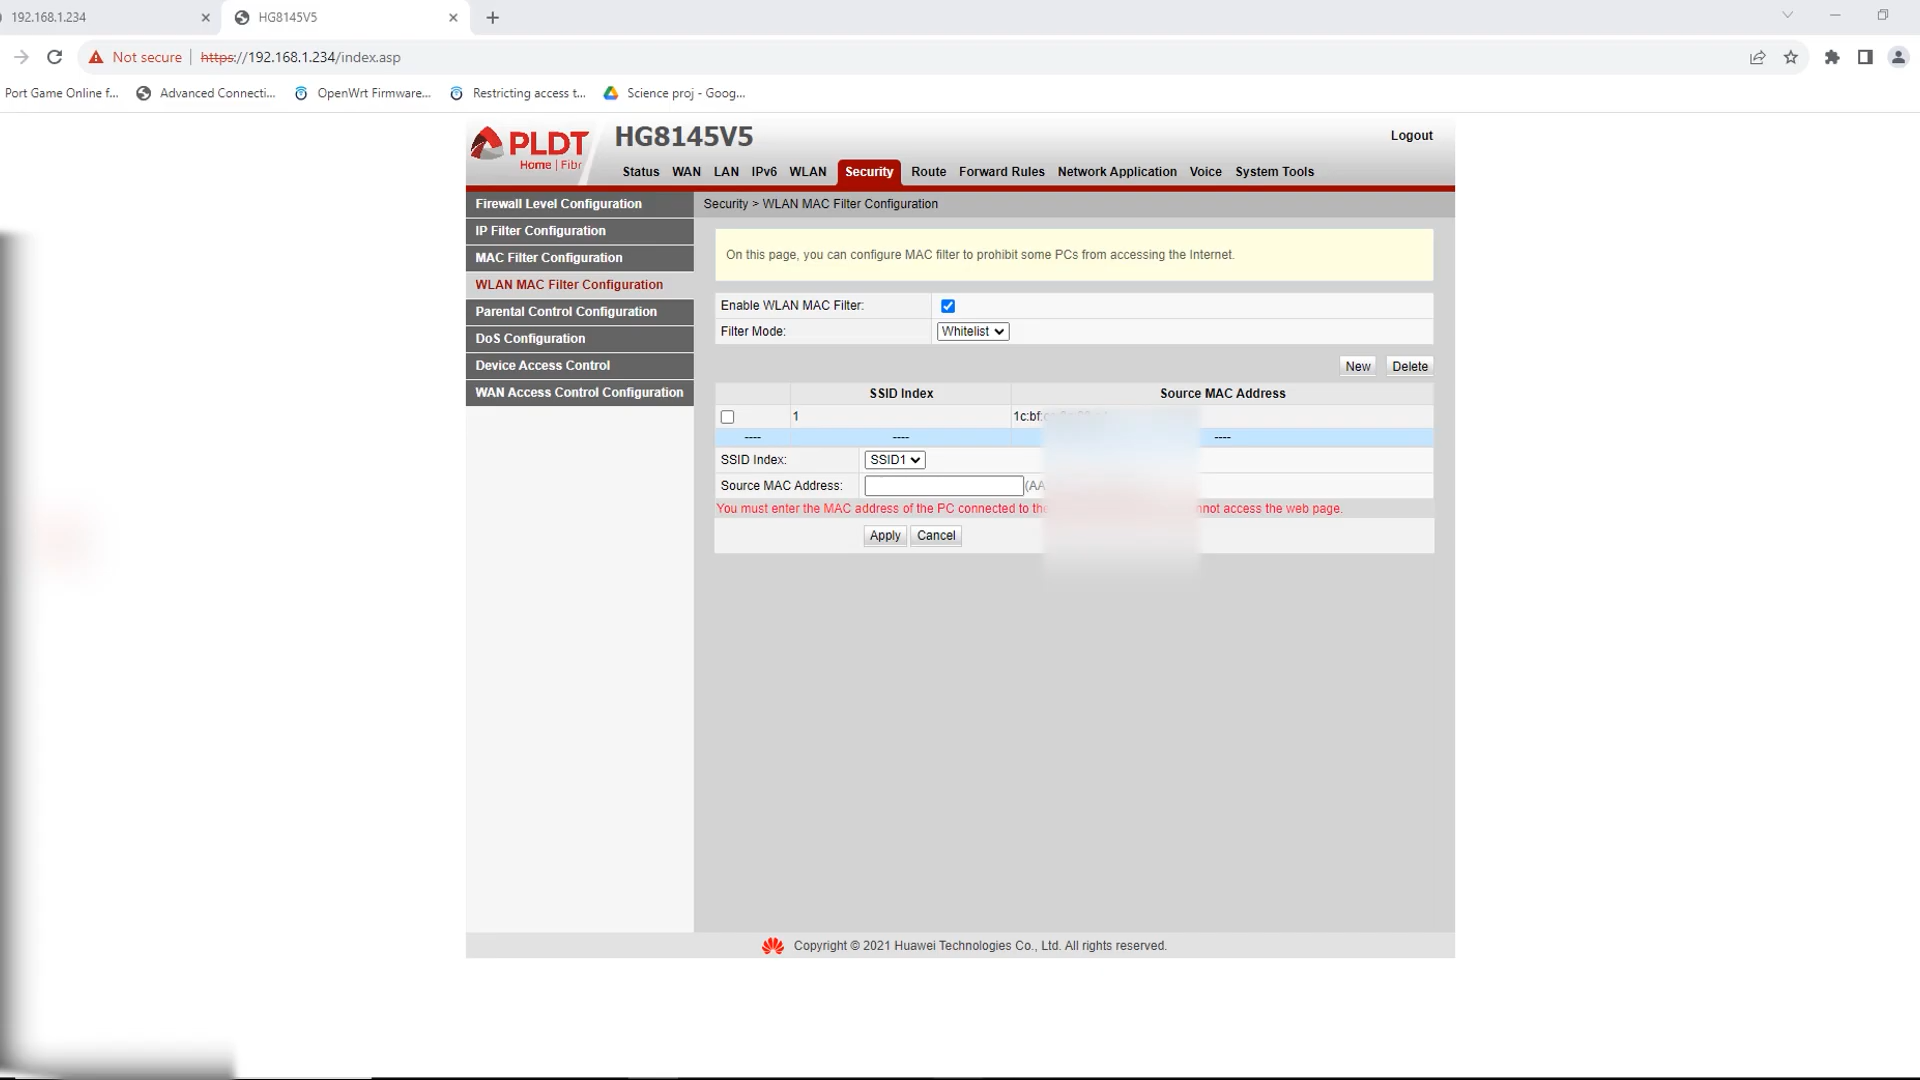 192.168.1.234
HG8145V5
Not secure
https://192.168.1.234/index.asp
Port Game Online f...
Advanced Connecti...
OpenWrt Firmware...
Restricting access t...
Science proj - Goog...
PLDT
Home | Fibr
HG8145V5
Logout
Status WAN LAN IPv6 WLAN Security Route Forward Rules Network Application Voice System Tools
Firewall Level Configuration
IP Filter Configuration
MAC Filter Configuration
WLAN MAC Filter Configuration
Parental Control Configuration
DoS Configuration
Device Access Control
WAN Access Control Configuration
Security > WLAN MAC Filter Configuration
On this page, you can configure MAC filter to prohibit some PCs from accessing the Internet.
Enable WLAN MAC Filter:
Filter Mode: Whitelist
New Delete
SSID Index Source MAC Address
1 1c:bf:
---- ---- ----
SSID Index: SSID1
Source MAC Address: (AA
You must enter the MAC address of the PC connected to the nnot access the web page.
Apply Cancel
Copyright © 2021 Huawei Technologies Co., Ltd. All rights reserved.